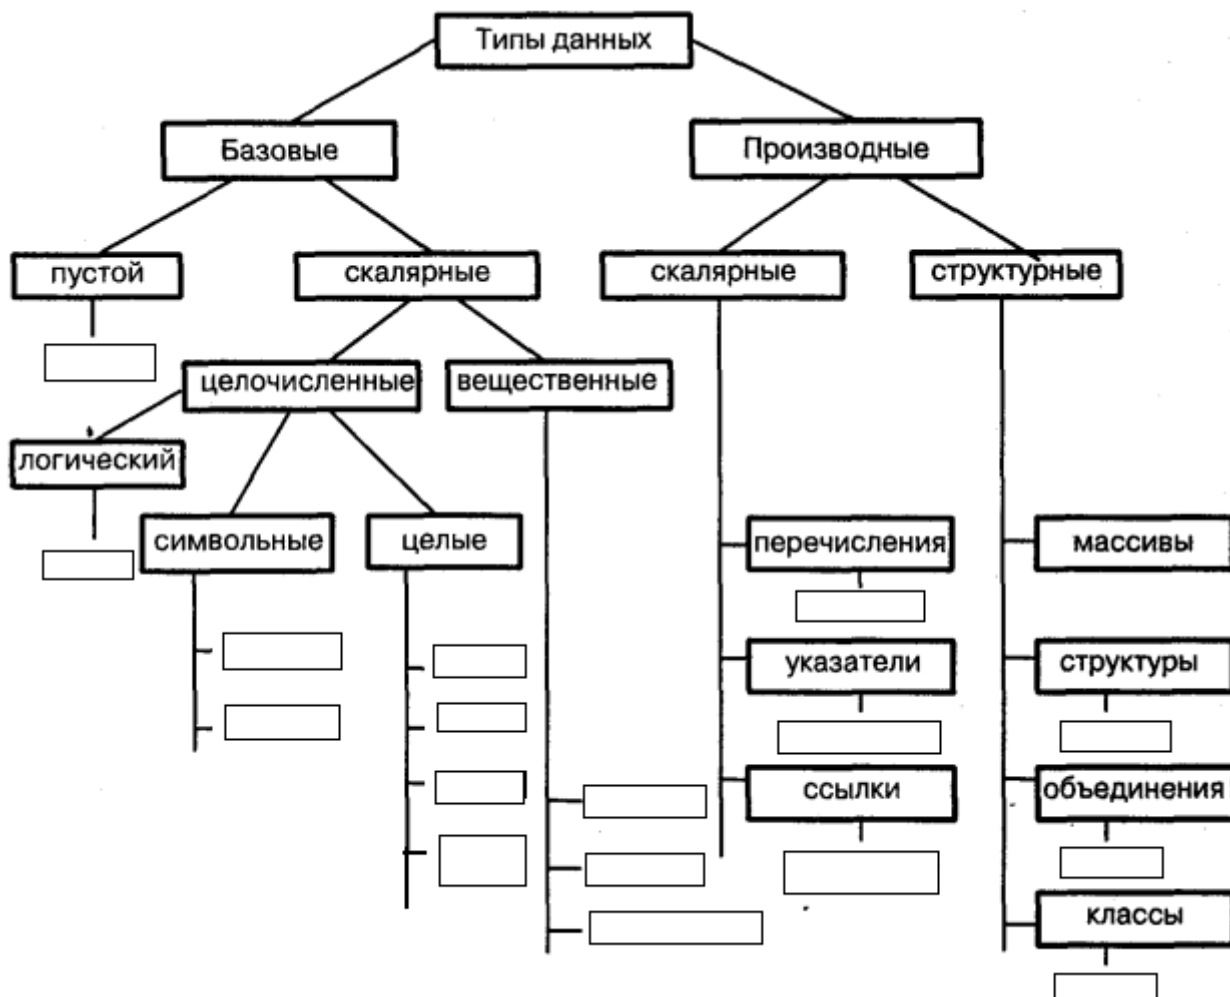 Типы данных
Базовые
Производные
пустой
скалярные
скалярные
структурные
целочисленные
вещественные
логический
символьные
целые
перечисления
массивы
указатели
структуры
ссылки
объединения
классы